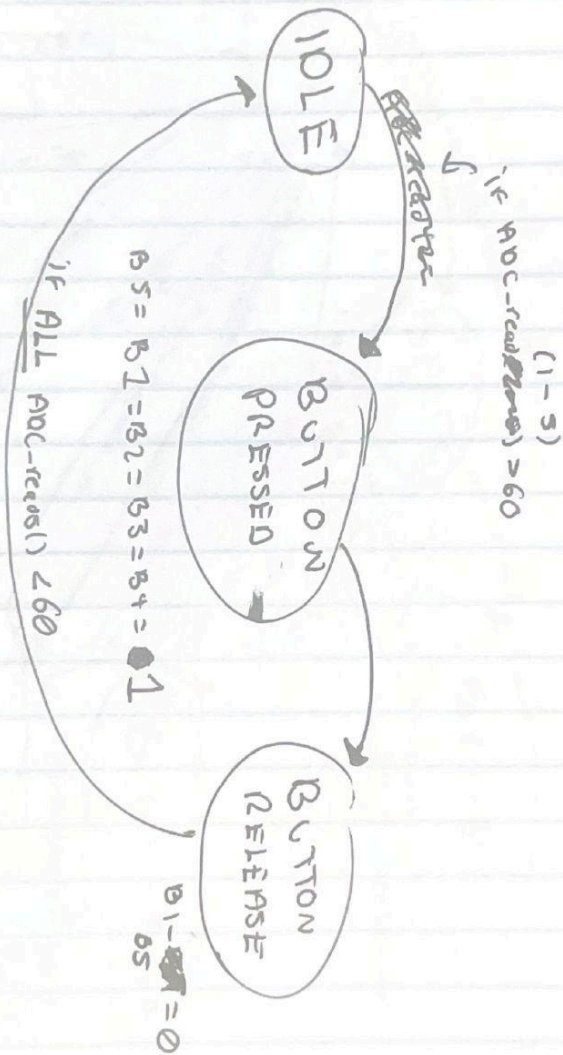 (1-5)
if ADC-read() >60
IDLE
BUTTON
PRESSED
BUTTON
RELEASE
B1-
B5 =0
B5=B1=B2=B3=B4= 1
if ALL ADC-reads() <60